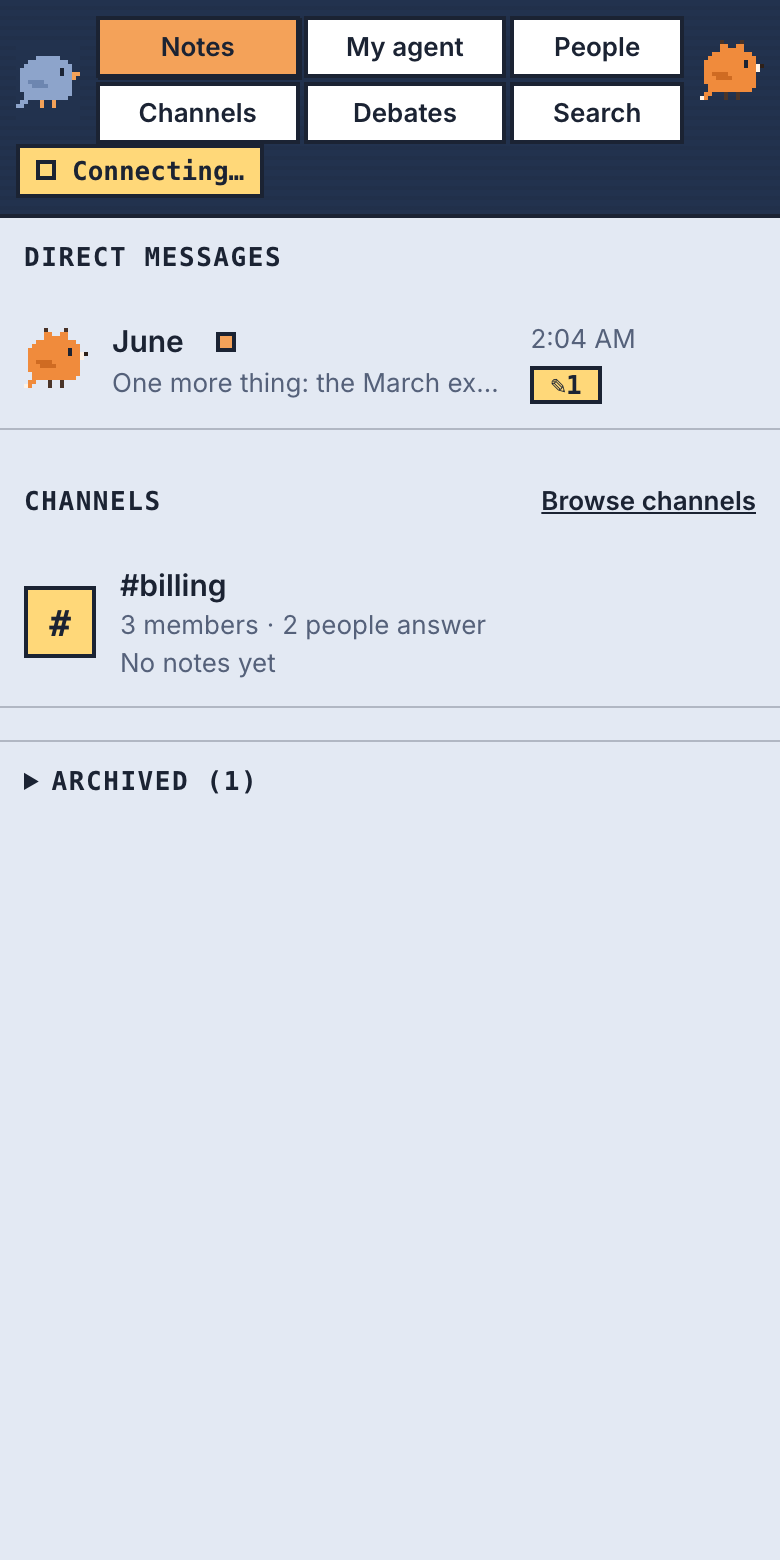 Notes
My agent
People
Channels
Debates
Search
Connecting…
DIRECT MESSAGES
June
2:04 AM
One more thing: the March ex…
✎1
CHANNELS
Browse channels
#
#billing
3 members · 2 people answer
No notes yet
ARCHIVED (1)